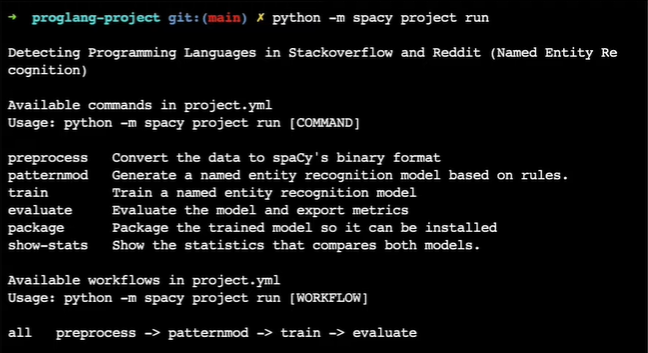 ➜ proglang-project git:(main) ✗ python -m spacy project run
Detecting Programming Languages in Stackoverflow and Reddit (Named Entity Re
cognition)
Available commands in project.yml
Usage: python -m spacy project run [COMMAND]
preprocess Convert the data to spaCy's binary format
patternmod Generate a named entity recognition model based on rules.
train Train a named entity recognition model
evaluate Evaluate the model and export metrics
package Package the trained model so it can be installed
show-stats Show the statistics that compares both models.
Available workflows in project.yml
Usage: python -m spacy project run [WORKFLOW]
all preprocess -> patternmod -> train -> evaluate